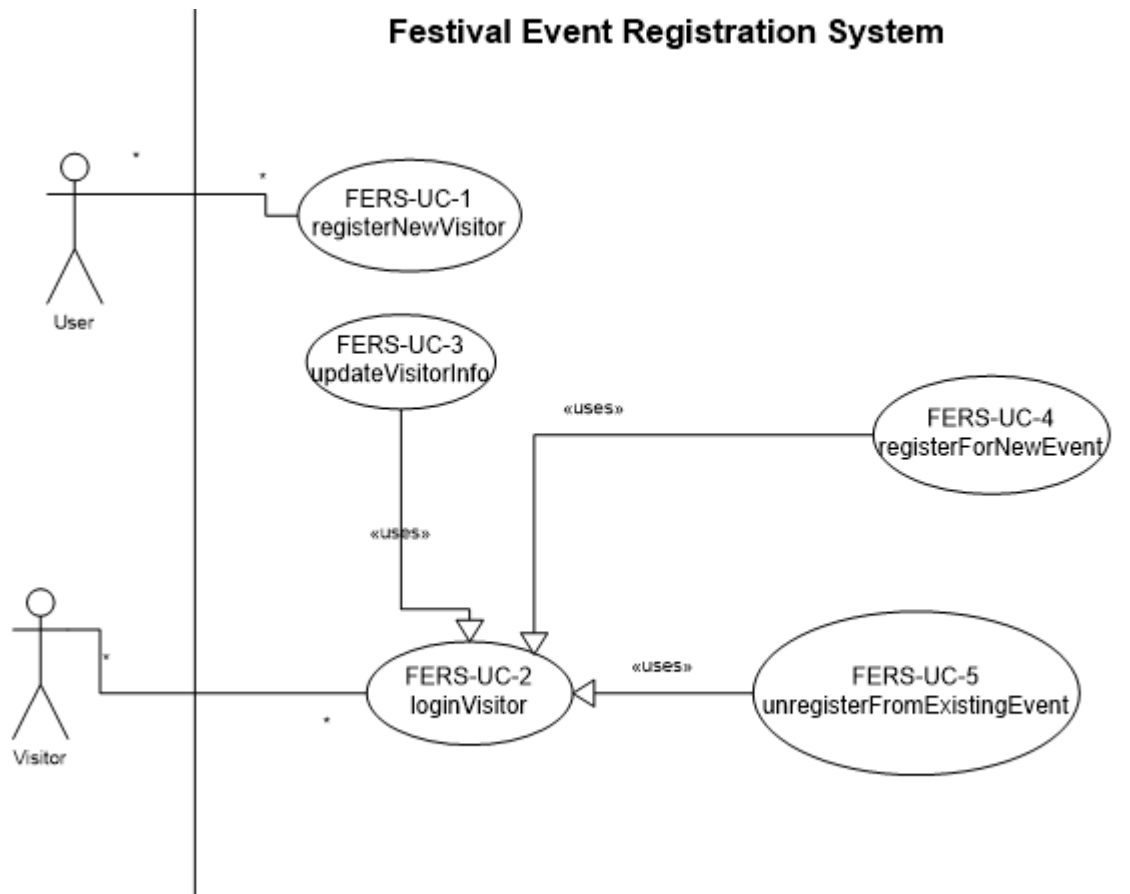 Festival Event Registration System
*
*
FERS-UC-1
registerNewVisitor
User
FERS-UC-3
updateVisitorInfo
«uses»
FERS-UC-4
registerForNewEvent
«uses»
*
FERS-UC-2
loginVisitor
«uses»
FERS-UC-5
unregisterFromExistingEvent
*
Visitor